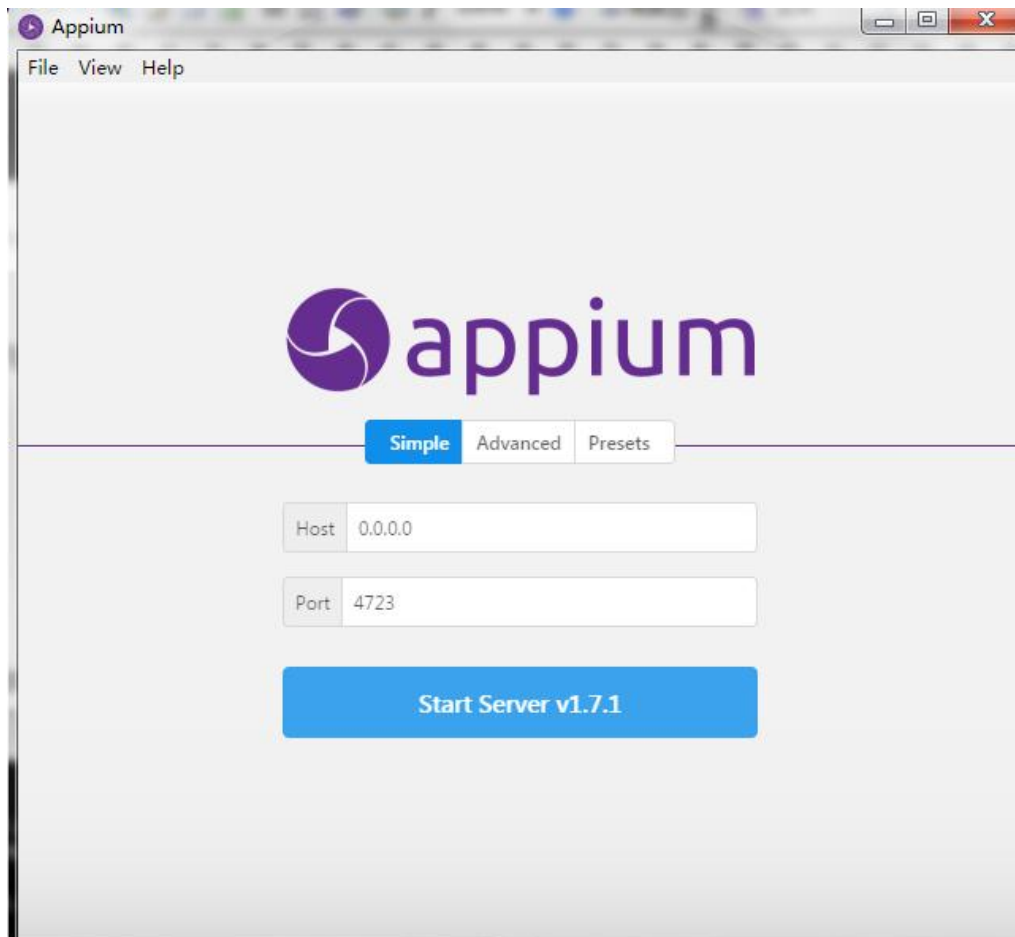 Appium
File View Help
appium
Simple Advanced Presets
Host 0.0.0.0
Port 4723
Start Server v1.7.1